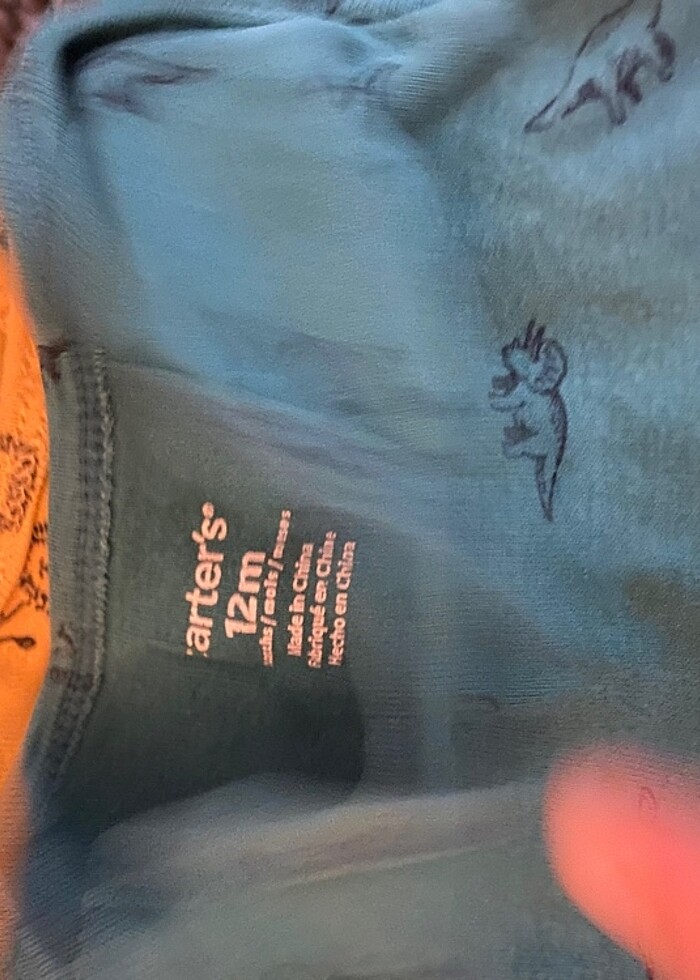 arter's®
12m
/ mois / meses
Made in China
Fabriqué en Chine
Hecho en China